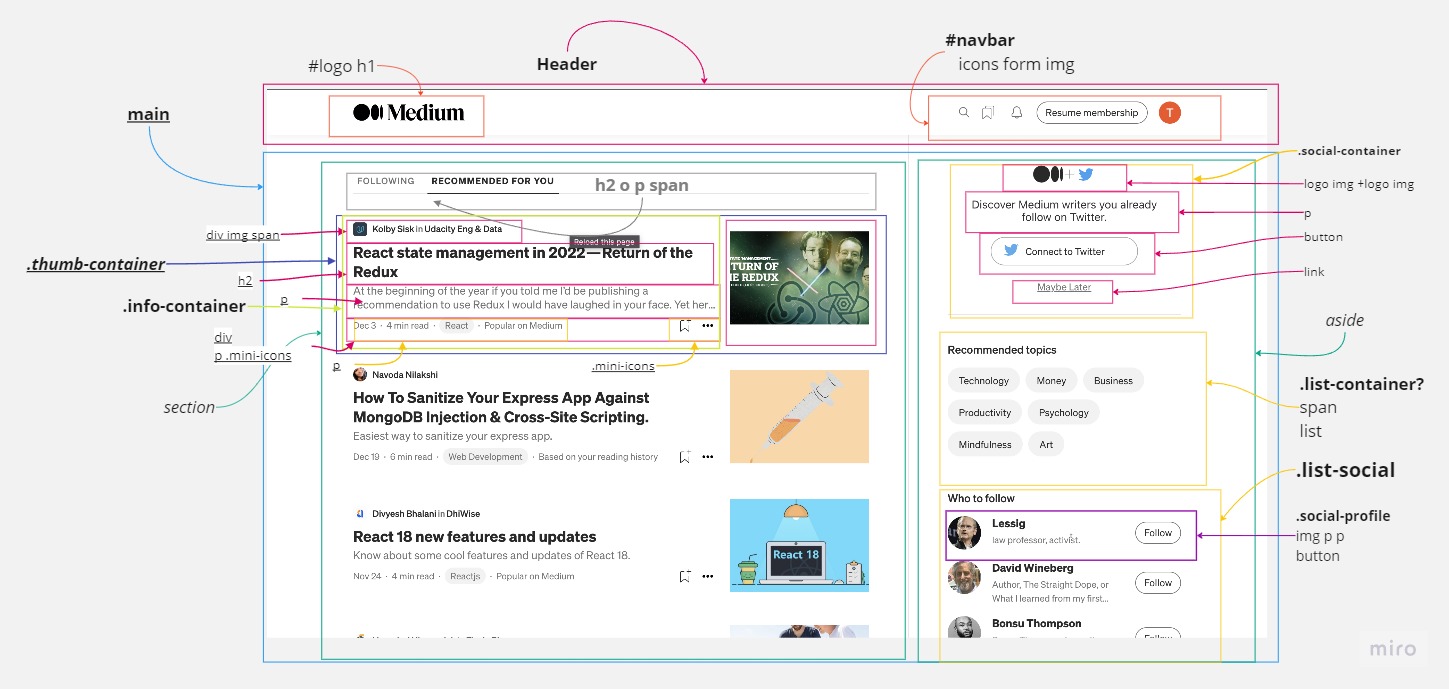 Header
#navbar
icons form img
#logo h1
main
Medium
Resume membership
T
.social-container
logo img +logo img
p
button
link
aside
.list-container?
span
list
.list-social
.social-profile
img p p
button
div img span
.thumb-container
h2
.info-container
p
div
p .mini-icons
p
.mini-icons
section
FOLLOWING
RECOMMENDED FOR YOU
h2 o p span
Reload this page
Kolby Sisk in Udacity Eng & Data
React state management in 2022—Return of the
Redux
At the beginning of the year if you told me I'd be publishing a
recommendation to use Redux I would have laughed in your face. Yet her...
Dec 3 · 4 min read · React · Popular on Medium
STATE MANAGEMENT
TURN OF
HE REDUX
Navoda Nilakshi
How To Sanitize Your Express App Against
MongoDB Injection & Cross-Site Scripting.
Easiest way to sanitize your express app.
Dec 19 · 6 min read · Web Development · Based on your reading history
Divyesh Bhalani in DhiWise
React 18 new features and updates
Know about some cool features and updates of React 18.
Nov 24 · 4 min read · Reactjs · Popular on Medium
React 18
+
Discover Medium writers you already
follow on Twitter.
Connect to Twitter
Maybe Later
Recommended topics
Technology Money Business
Productivity Psychology
Mindfulness Art
Who to follow
Lessig
law professor, activist.
Follow
David Wineberg
Author, The Straight Dope, or
What I learned from my first...
Follow
Bonsu Thompson
Follow
miro